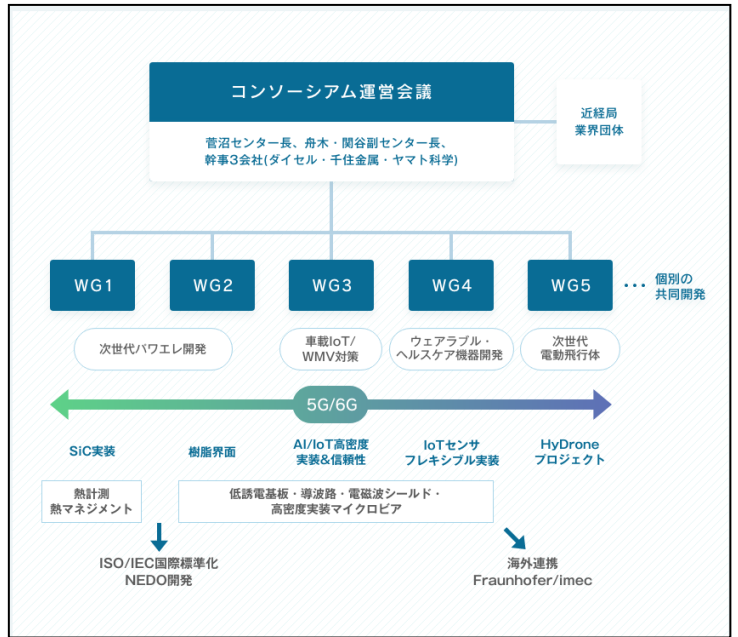 コンソーシアム運営会議
菅沼センター長、舟木・関谷副センター長、
幹事3会社(ダイセル・千住金属・ヤマト科学)
近経局
業界団体
WG1
WG2
WG3
WG4
WG5
… 個別の
共同開発
次世代パワエレ開発
車載IoT/
WMV対策
ウェアラブル・
ヘルスケア機器開発
次世代
電動飛行体
5G/6G
SiC実装
樹脂界面
AI/IoT高密度
実装&信頼性
IoTセンサ
フレキシブル実装
HyDrone
プロジェクト
熱計測
熱マネジメント
低誘電基板・導波路・電磁波シールド・
高密度実装マイクロビア
ISO/IEC国際標準化
NEDO開発
海外連携
Fraunhofer/imec